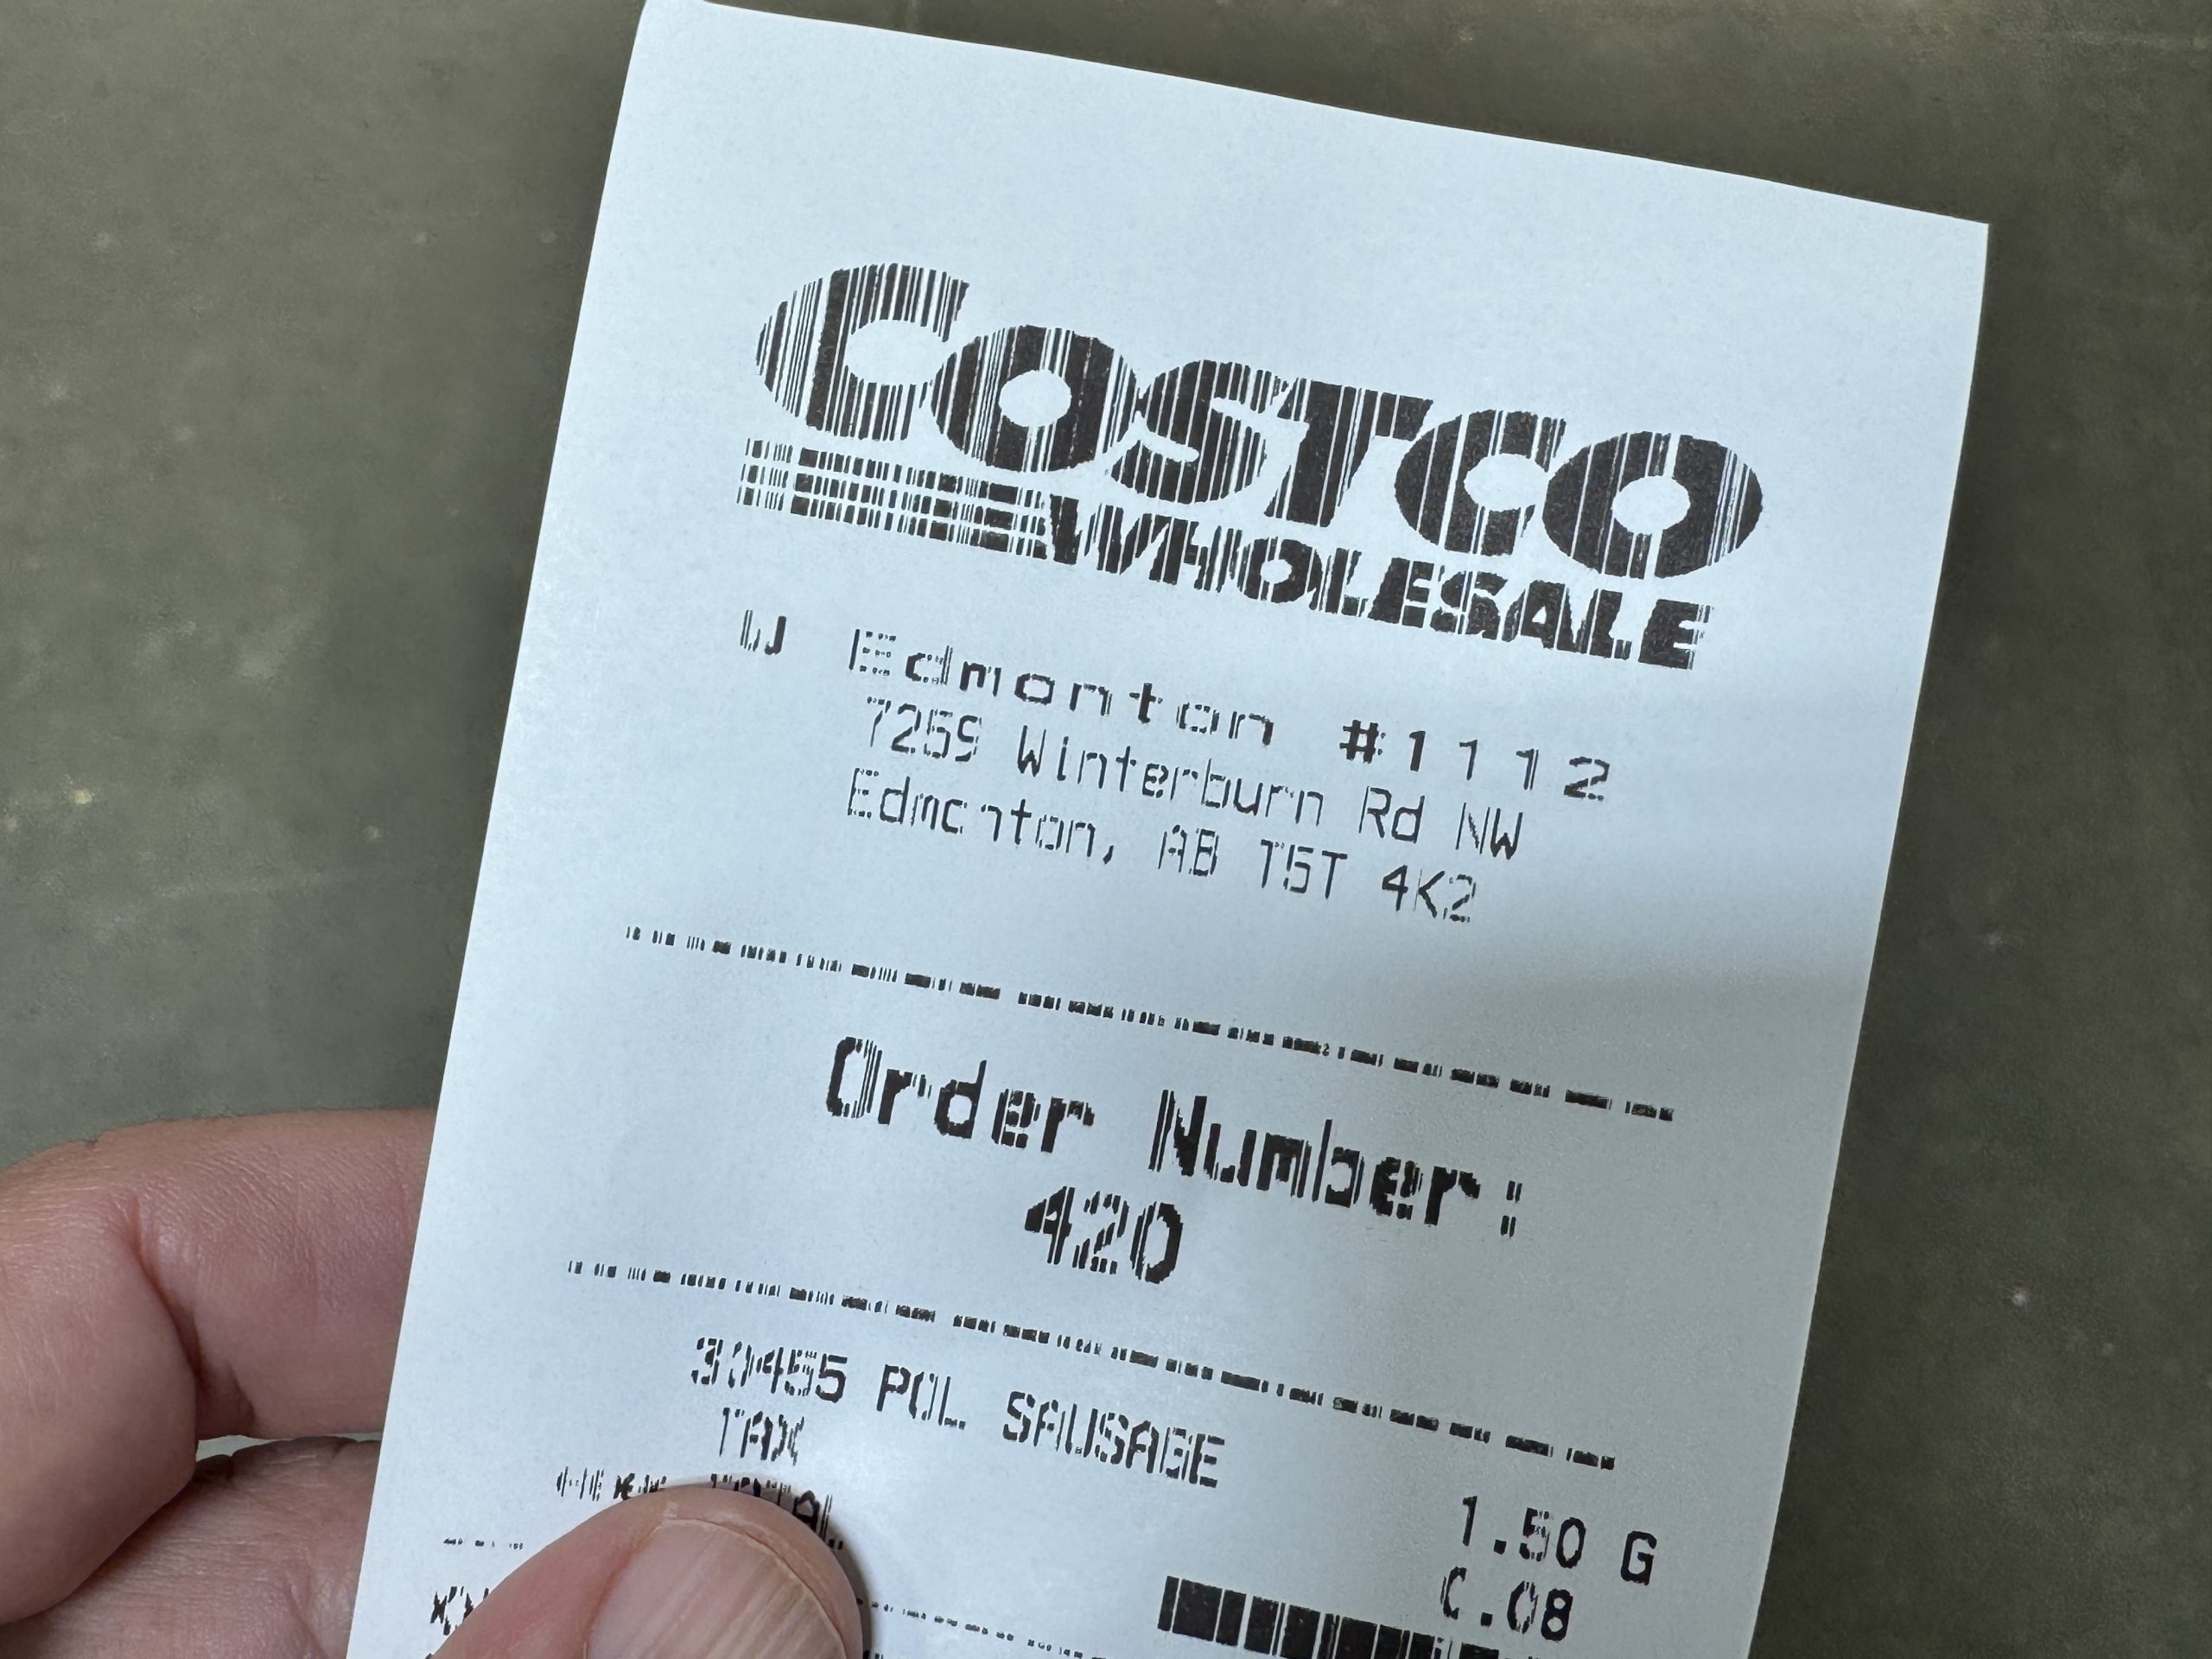 COSTCO
WHOLESALE
W Edmonton #1112
7259 Winterburn Rd NW
Edmonton, AB T5T 4K2
Order Number:
420
30455 POL SAUSAGE 1.50 G
TAX 0.08
**** TOTAL